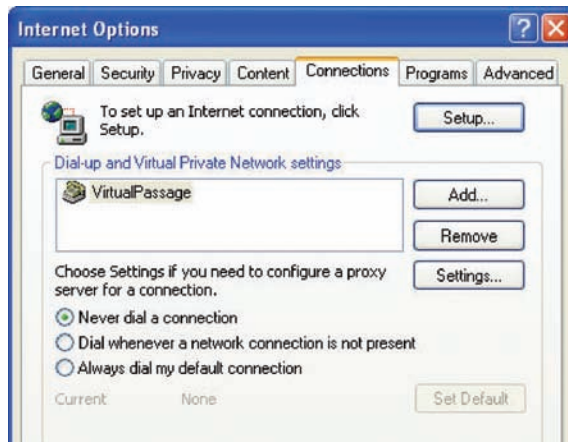 Internet Options
General Security Privacy Content Connections Programs Advanced
To set up an Internet connection, click
Setup.
Setup...
Dial-up and Virtual Private Network settings
VirtualPassage
Add...
Remove
Choose Settings if you need to configure a proxy
server for a connection.
Settings...
Never dial a connection
Dial whenever a network connection is not present
Always dial my default connection
Current None Set Default